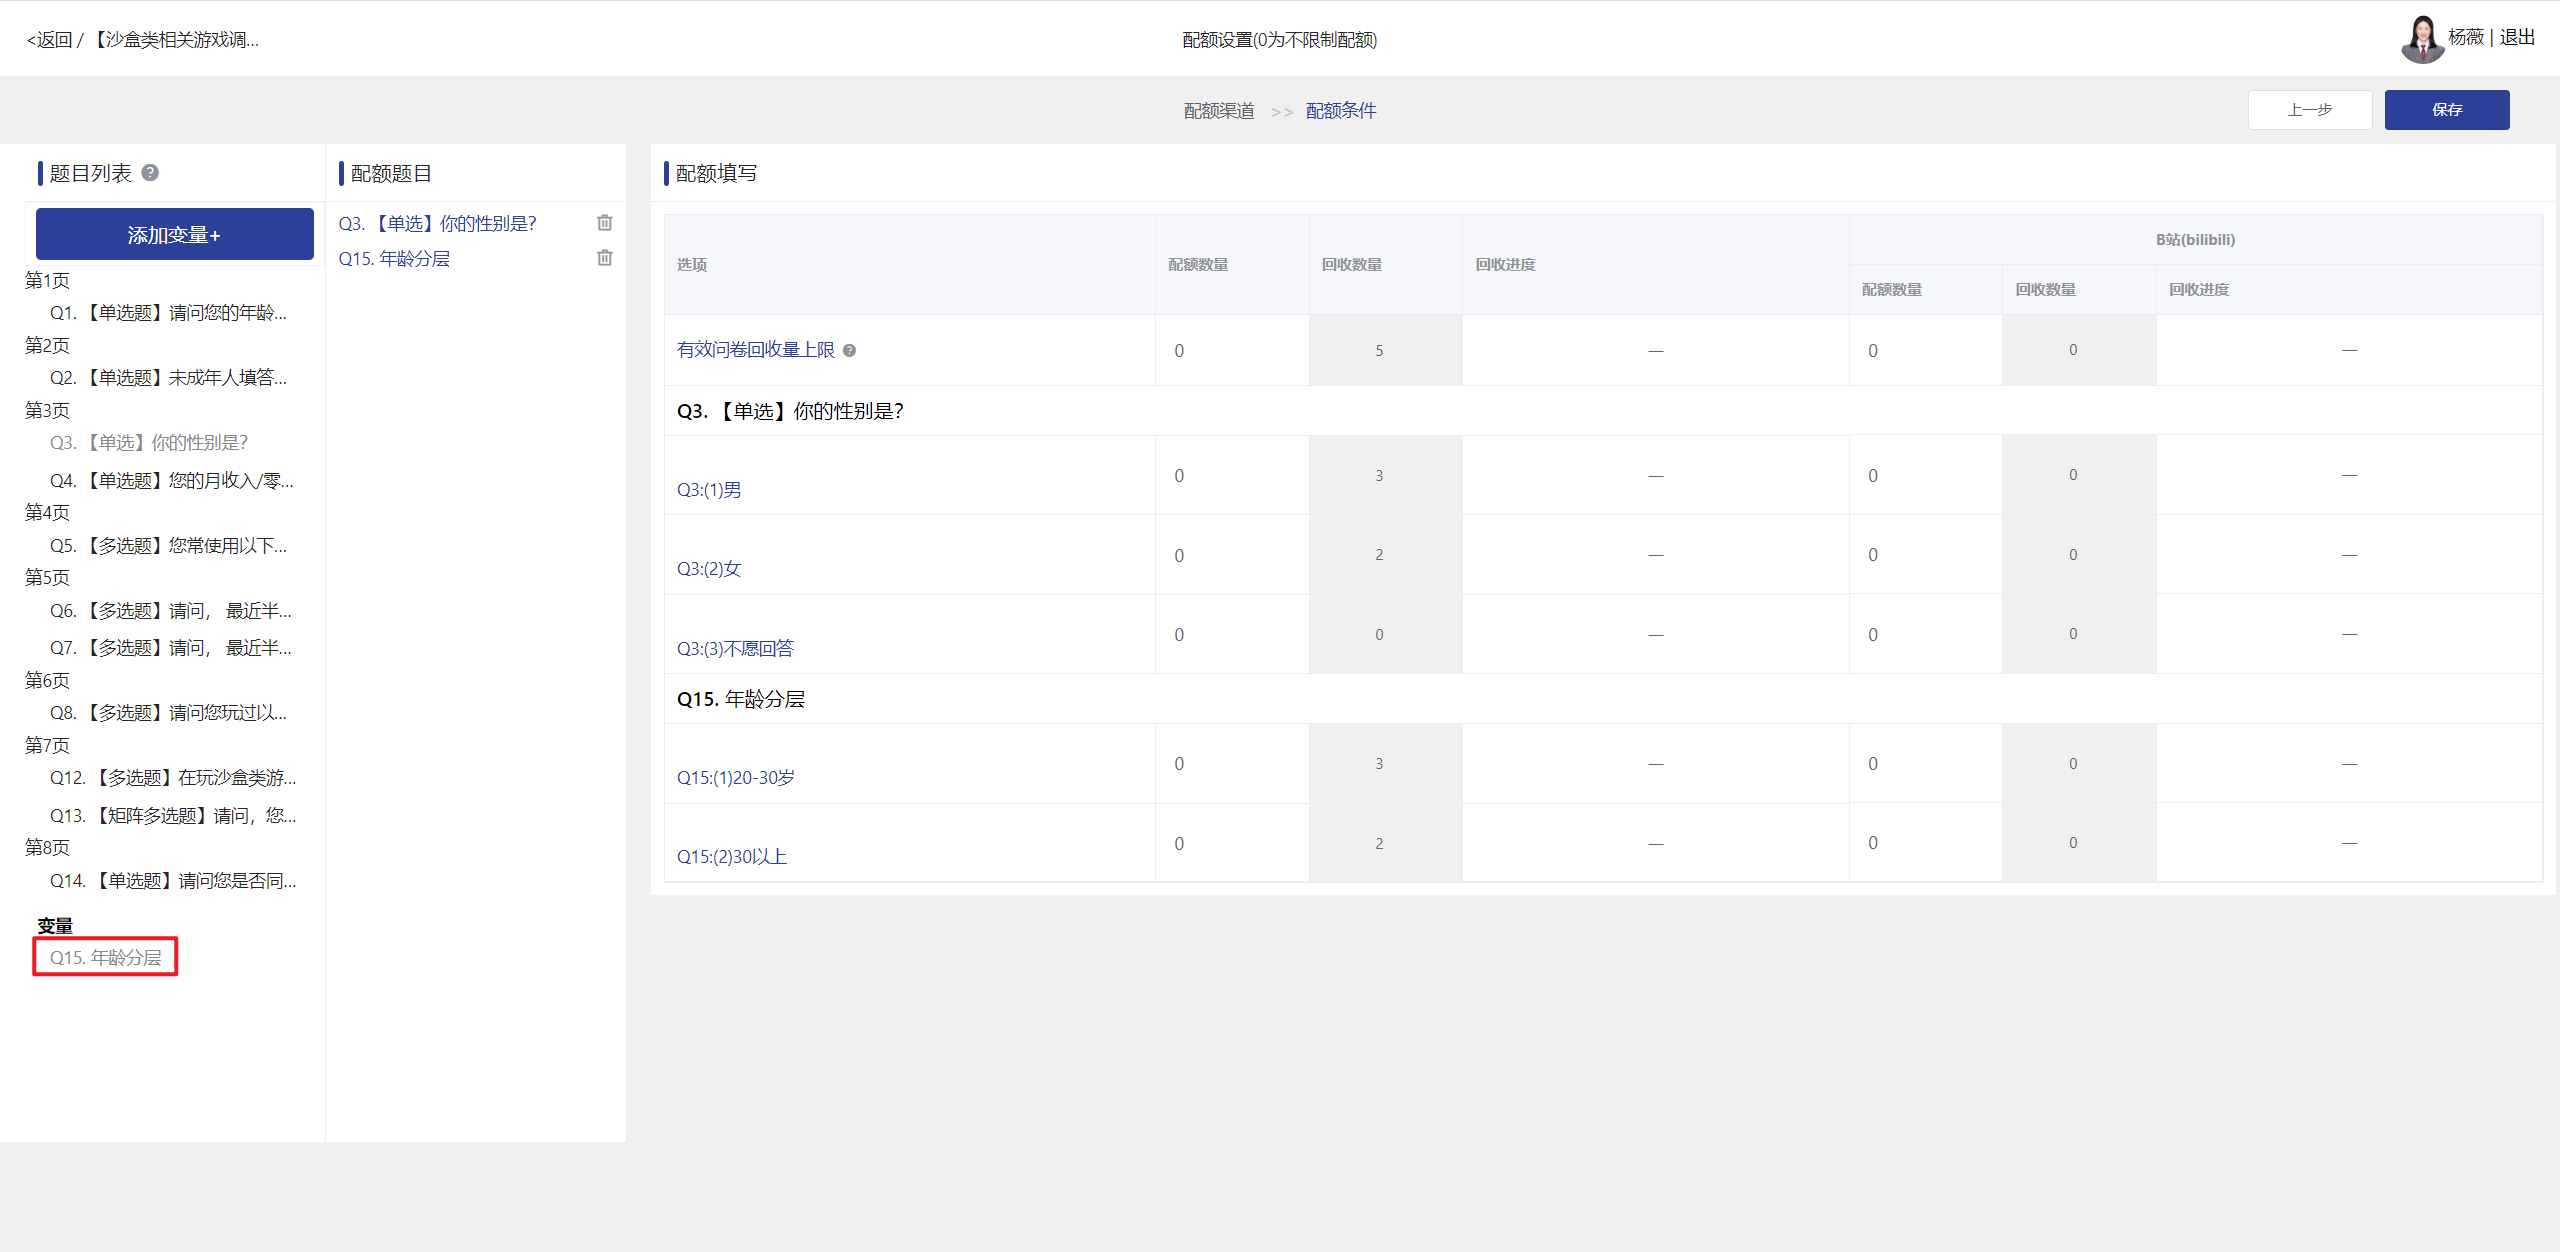 <返回 / 【沙盒类相关游戏调...
配额设置(0为不限制配额)
杨薇 | 退出
配额渠道 >> 配额条件
上一步
保存
题目列表 ?
添加变量+
第1页
Q1. 【单选题】请问您的年龄...
第2页
Q2. 【单选题】未成年人填答...
第3页
Q3. 【单选】你的性别是?
Q4. 【单选题】您的月收入/零...
第4页
Q5. 【多选题】您常使用以下...
第5页
Q6. 【多选题】请问， 最近半...
Q7. 【多选题】请问， 最近半...
第6页
Q8. 【多选题】请问您玩过以...
第7页
Q12. 【多选题】在玩沙盒类游...
Q13. 【矩阵多选题】请问，您...
第8页
Q14. 【单选题】请问您是否同...
变量
Q15. 年龄分层
配额题目
Q3. 【单选】你的性别是?
Q15. 年龄分层
配额填写
选项 配额数量 回收数量 回收进度 B站(bilibili)
配额数量 回收数量 回收进度
有效问卷回收量上限 ? 0 5 — 0 0 —
Q3. 【单选】你的性别是?
Q3:(1)男 0 3 — 0 0 —
Q3:(2)女 0 2 — 0 0 —
Q3:(3)不愿回答 0 0 — 0 0 —
Q15. 年龄分层
Q15:(1)20-30岁 0 3 — 0 0 —
Q15:(2)30以上 0 2 — 0 0 —